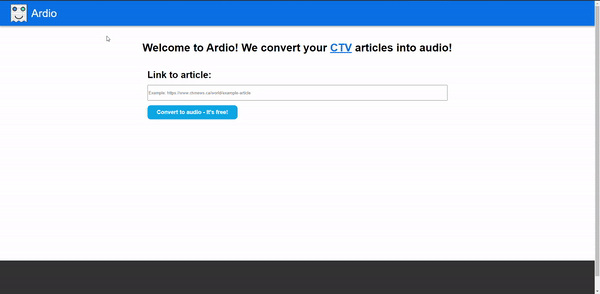 Ardio
Welcome to Ardio! We convert your CTV articles into audio!
Link to article:
Example: https://www.ctvnews.ca/world/example-article
Convert to audio - It's free!